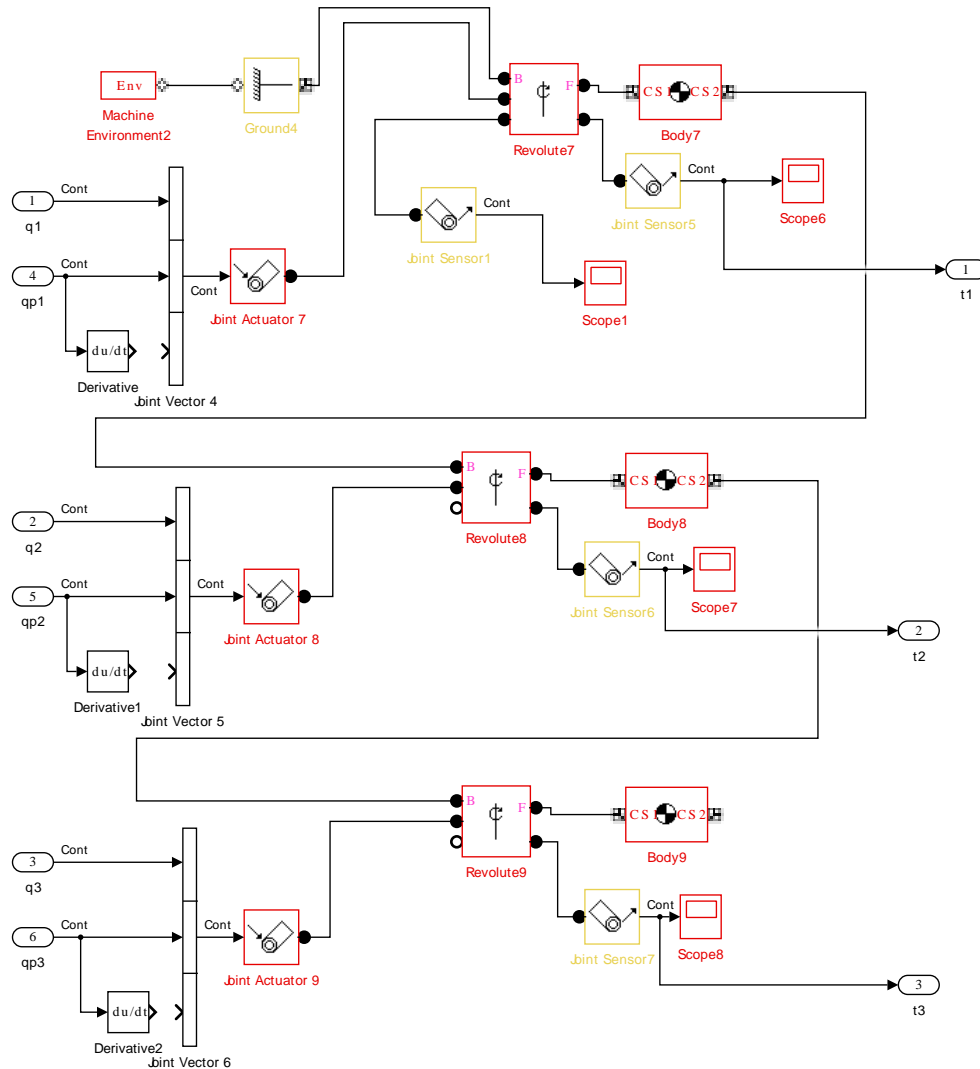 Env
Machine
Environment2
Ground4
B
F
Revolute7
CS1
CS2
Body7
Cont
1
q1
Cont
4
qp1
Cont
Joint Actuator 7
du/dt
Derivative
Joint Vector 4
Cont
Joint Sensor1
Scope1
Cont
Joint Sensor5
Scope6
1
t1
B
F
Revolute8
CS1
CS2
Body8
Cont
2
q2
Cont
5
qp2
Cont
Joint Actuator 8
du/dt
Derivative1
Joint Vector 5
Cont
Joint Sensor6
Scope7
2
t2
B
F
Revolute9
CS1
CS2
Body9
Cont
3
q3
Cont
6
qp3
Cont
Joint Actuator 9
du/dt
Derivative2
Joint Vector 6
Cont
Joint Sensor7
Scope8
3
t3